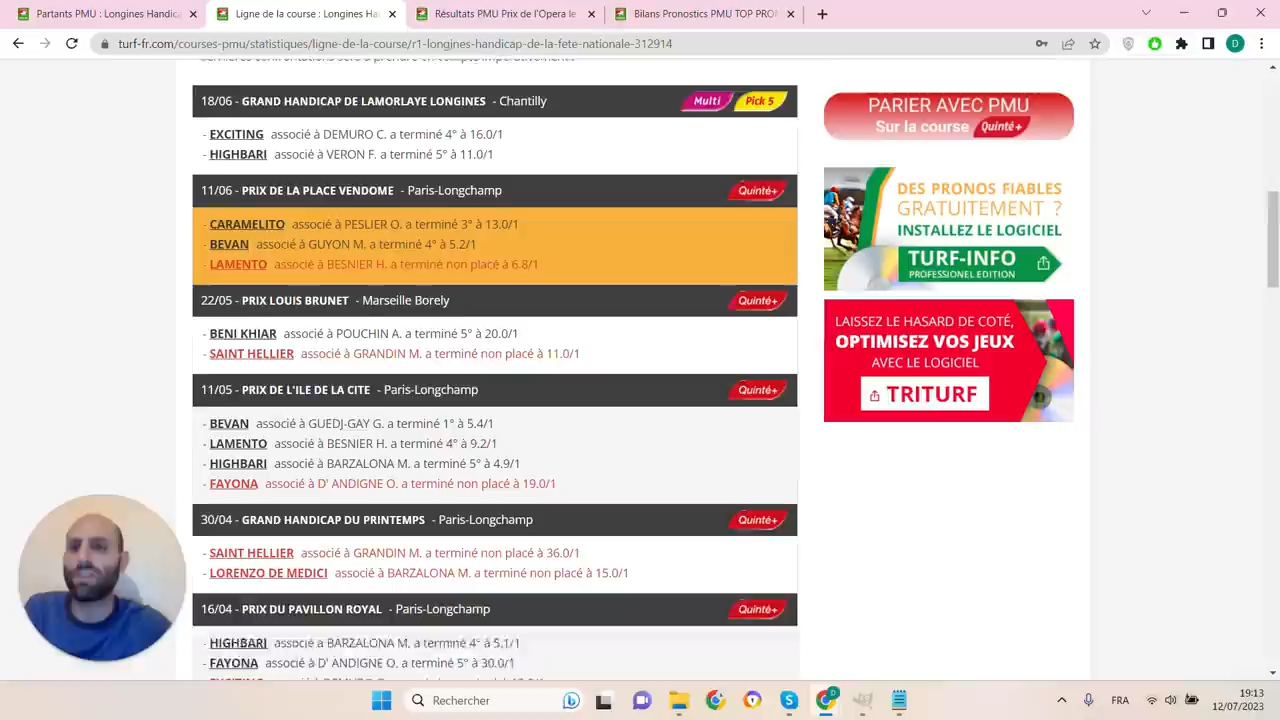 Partants PMU : Longines Handic
Ligne de la course : Longines Ha
Résultats PMU - Prix de l'Opera le
Bilans Pronostics PMU TOP PRO
turf-fr.com/courses-pmu/statistiques/r1-longchamp/r1-longines-handicap-de-la-fete-nationale-312914
D
18/06 - GRAND HANDICAP DE LAMORLAYE LONGINES - Chantilly
Multi Pick 5
- EXCITING associé à DEMURO C. a terminé 4° à 16.0/1
- HIGHBARI associé à VERON F. a terminé 5° à 11.0/1
11/06 - PRIX DE LA PLACE VENDOME - Paris-Longchamp
Quinté+
- CARAMELITO associé à PESLIER O. a terminé 3° à 13.0/1
- BEVAN associé à GUYON M. a terminé 4° à 5.2/1
- LAMENTO associé à BESNIER H. a terminé non placé à 6.8/1
22/05 - PRIX LOUIS BRUNET - Marseille Borely
Quinté+
- BENI KHIAR associé à POUCHIN A. a terminé 5° à 20.0/1
- SAINT HELLIER associé à GRANDIN M. a terminé non placé à 11.0/1
11/05 - PRIX DE L'ILE DE LA CITE - Paris-Longchamp
Quinté+
- BEVAN associé à GUEDJ-GAY G. a terminé 1° à 5.4/1
- LAMENTO associé à BESNIER H. a terminé 4° à 9.2/1
- HIGHBARI associé à BARZALONA M. a terminé 5° à 4.9/1
- FAYONA associé à D' ANDIGNE O. a terminé non placé à 19.0/1
30/04 - GRAND HANDICAP DU PRINTEMPS - Paris-Longchamp
Quinté+
- SAINT HELLIER associé à GRANDIN M. a terminé non placé à 36.0/1
- LORENZO DE MEDICI associé à BARZALONA M. a terminé non placé à 15.0/1
16/04 - PRIX DU PAVILLON ROYAL - Paris-Longchamp
Quinté+
- HIGHBARI associé à BARZALONA M. a terminé 4° à 5.1/1
- FAYONA associé à D' ANDIGNE O. a terminé 5° à 30.0/1
PARIER AVEC PMU
Sur la course Quinté+
DES PRONOS FIABLES
GRATUITEMENT ?
INSTALLEZ LE LOGICIEL
TURF-INFO
PROFESSIONEL EDITION
LAISSEZ LE HASARD DE COTÉ,
OPTIMISEZ VOS JEUX
AVEC LE LOGICIEL
TRITURF
Rechercher
FRA
19:13
12/07/2023